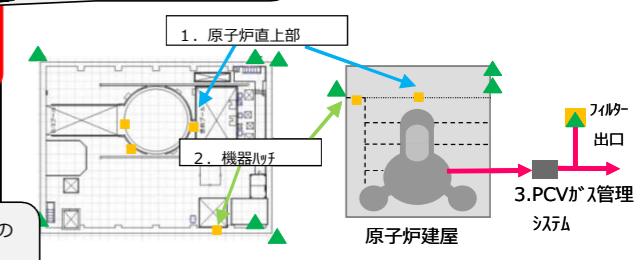 1. 原子炉直上部
2. 機器ハッチ
フィルター
出口
3.PCVガス管理
システム
原子炉建屋
の